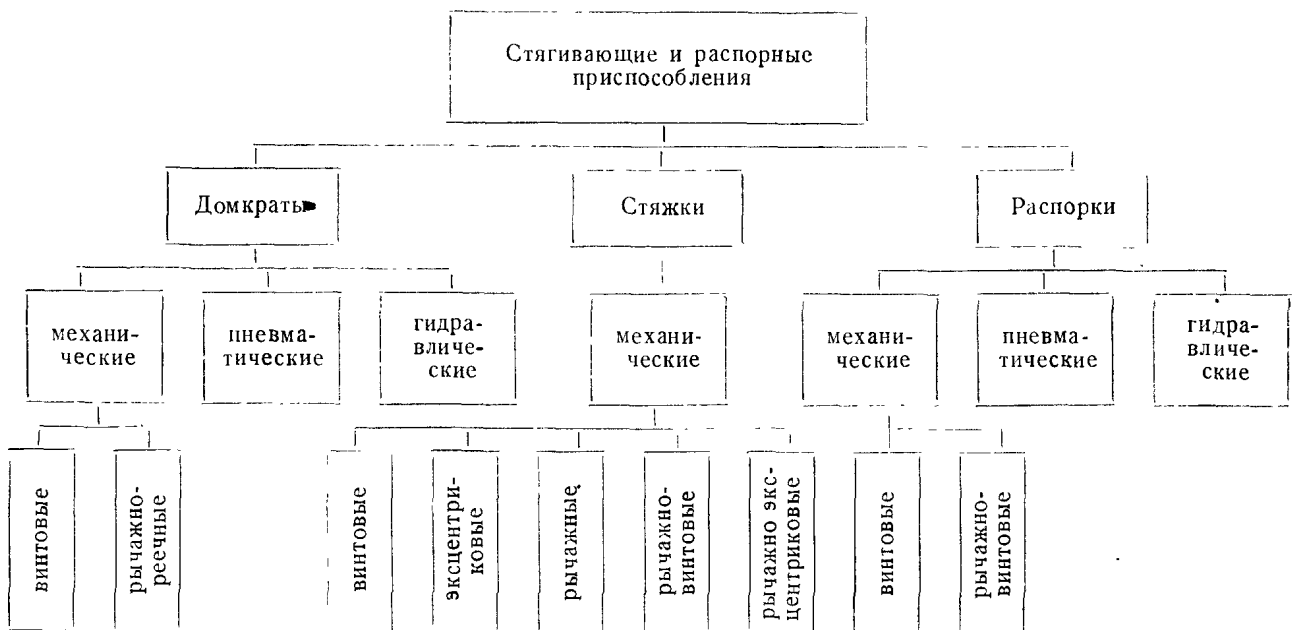 Стягивающие и распорные
приспособления
Домкраты
Стяжки
Распорки
механи-
ческие
пневма-
тические
гидра-
вличе-
ские
механи-
ческие
механи-
ческие
пневма-
тические
гидра-
вличе-
ские
винтовые
рычажно-
реечные
винтовые
эксцентри-
ковые
рычажные
рычажно-
винтовые
рычажно экс-
центриковые
винтовые
рычажно-
винтовые